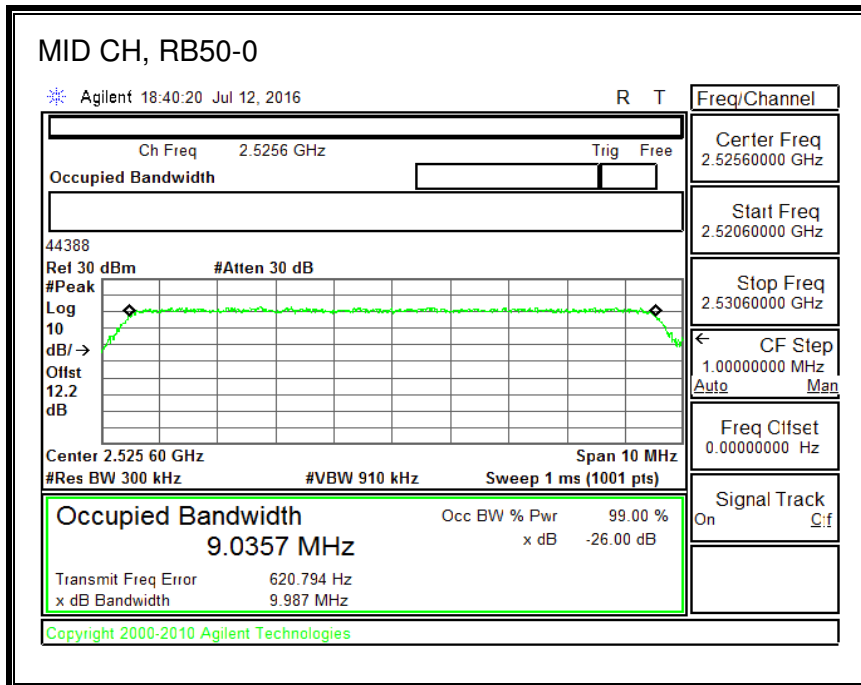 MID CH, RB50-0
Agilent 18:40:20 Jul 12, 2016 R T
Freq/Channel
Ch Freq 2.5256 GHz Trig Free
Occupied Bandwidth
Center Freq
2.52560000 GHz
Start Freq
2.52060000 GHz
Stop Freq
2.53060000 GHz
CF Step
1.00000000 MHz
Auto Man
Freq Offset
0.00000000 Hz
Signal Track
On Off
44388
Ref 30 dBm #Atten 30 dB
#Peak
Log
10
dB/
Offst
12.2
dB
Center 2.525 60 GHz Span 10 MHz
#Res BW 300 kHz #VBW 910 kHz Sweep 1 ms (1001 pts)
Occupied Bandwidth
9.0357 MHz
Occ BW % Pwr 99.00 %
x dB -26.00 dB
Transmit Freq Error 620.794 Hz
x dB Bandwidth 9.987 MHz
Copyright 2000-2010 Agilent Technologies